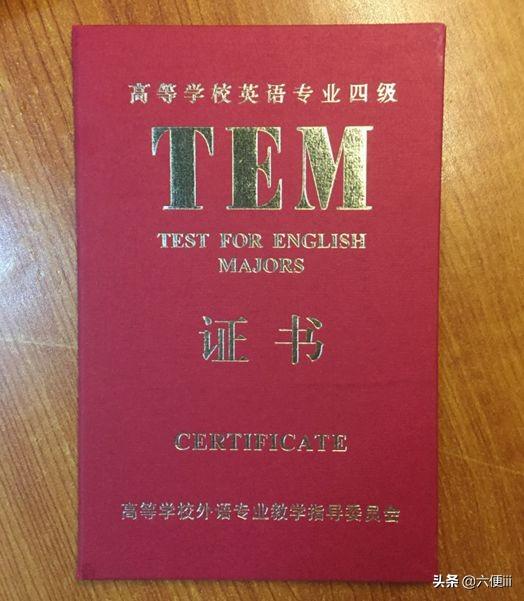 高等学校英语专业四级
TEM
TEST FOR ENGLISH
MAJORS
证书
CERTIFICATE
高等学校外语专业教学指导委员会
头条 @六便iii